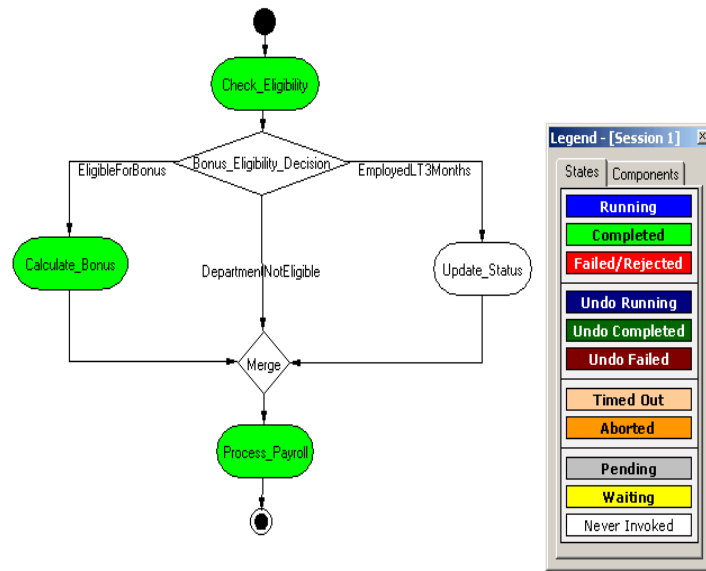 Check_Eligibility
Bonus_Eligibility_Decision
EligibleForBonus
EmployedLT3Months
Calculate_Bonus
DepartmentNotEligible
Update_Status
Merge
Process_Payroll
Legend - [Session 1]
States
Components
Running
Completed
Failed/Rejected
Undo Running
Undo Completed
Undo Failed
Timed Out
Aborted
Pending
Waiting
Never Invoked